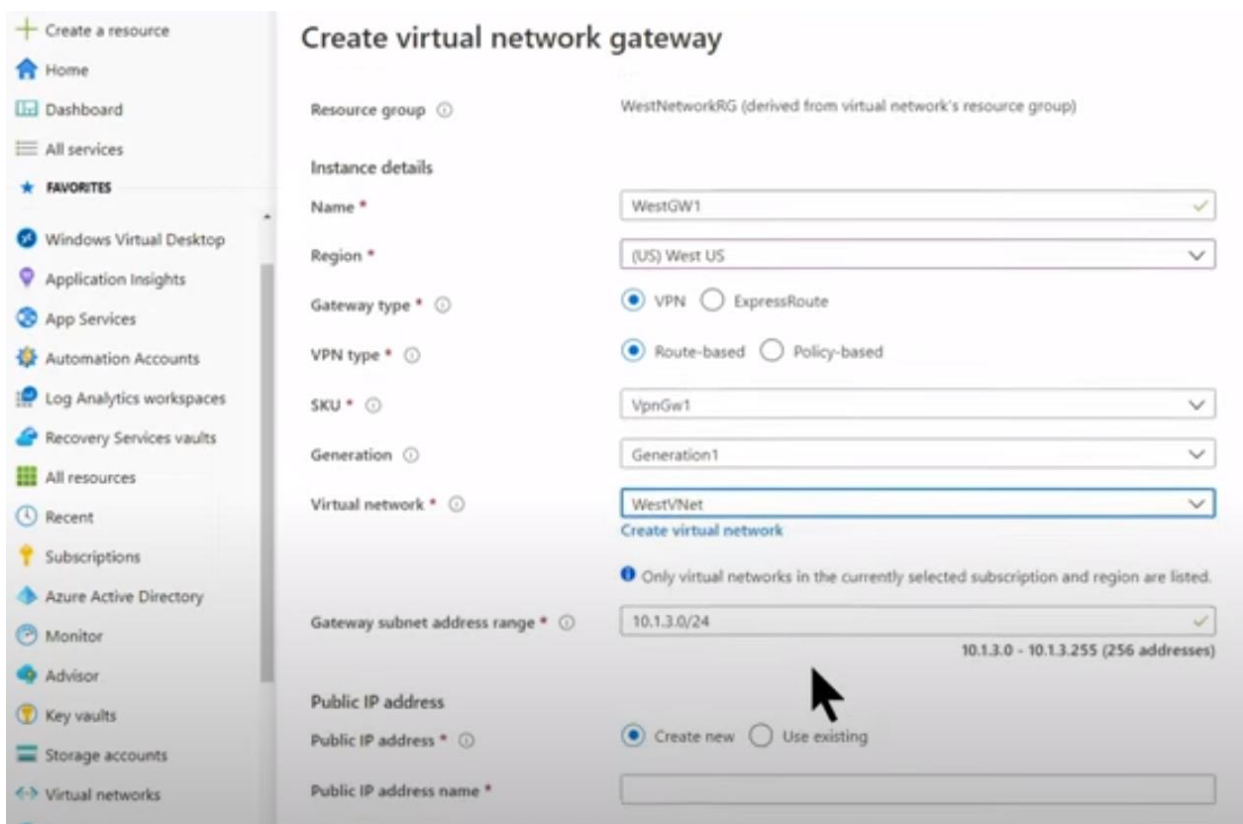 Create a resource
Home
Dashboard
All services
FAVORITES
Windows Virtual Desktop
Application Insights
App Services
Automation Accounts
Log Analytics workspaces
Recovery Services vaults
All resources
Recent
Subscriptions
Azure Active Directory
Monitor
Advisor
Key vaults
Storage accounts
Virtual networks
Create virtual network gateway
Resource group WestNetworkRG (derived from virtual network's resource group)
Instance details
Name * WestGW1
Region * (US) West US
Gateway type * VPN ExpressRoute
VPN type * Route-based Policy-based
SKU * VpnGw1
Generation Generation1
Virtual network * WestVNet
Create virtual network
Only virtual networks in the currently selected subscription and region are listed.
Gateway subnet address range * 10.1.3.0/24
10.1.3.0 - 10.1.3.255 (256 addresses)
Public IP address
Public IP address * Create new Use existing
Public IP address name *